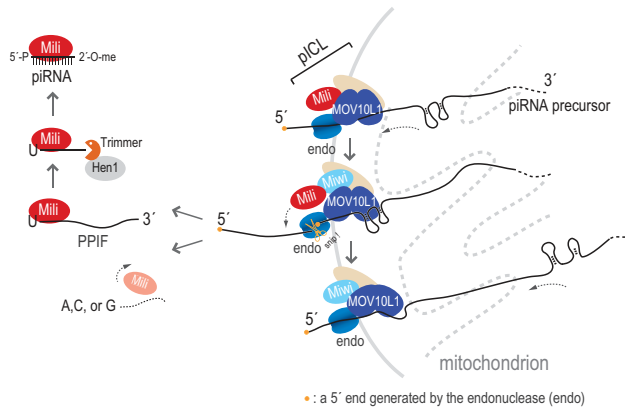 Mili
5´-P
2´-O-me
piRNA
Mili
U
Trimmer
Hen1
Mili
U
3´
PPIF
Mili
A,C, or G
pICL
Mili
MOV10L1
5´
endo
3´
piRNA precursor
Miwi
Mili
MOV10L1
5´
endo
snip1
Miwi
MOV10L1
5´
endo
mitochondrion
: a 5´ end generated by the endonuclease (endo)